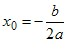 x₀ = −b/2a